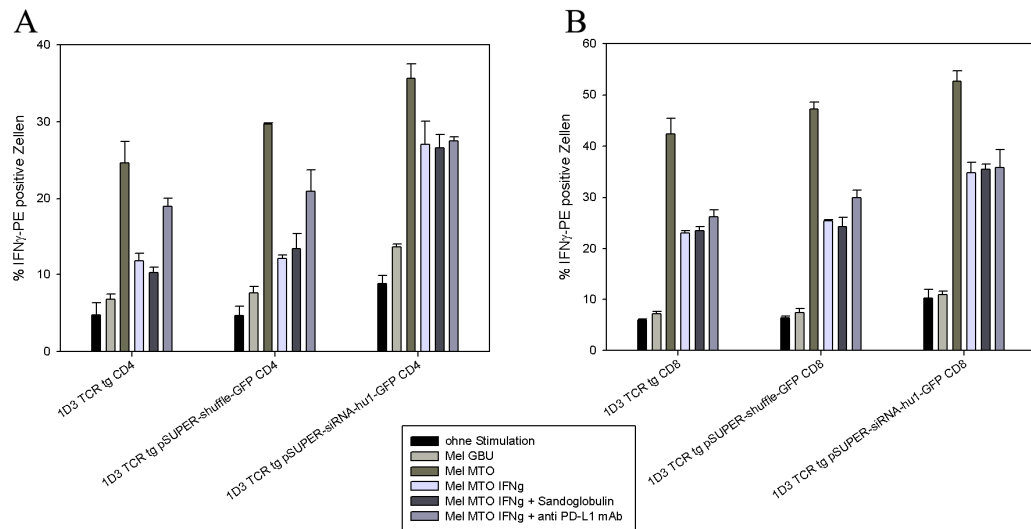 A
B
% IFNγ-PE positive Zellen
40
30
20
10
0
1D3 TCR tg CD4
1D3 TCR tg pSUPER-shuffle-GFP CD4
1D3 TCR tg pSUPER-siRNA-hu1-GFP CD4
% IFNγ-PE positive Zellen
60
50
40
30
20
10
0
1D3 TCR tg CD8
1D3 TCR tg pSUPER-shuffle-GFP CD8
1D3 TCR tg pSUPER-siRNA-hu1-GFP CD8
ohne Stimulation
Mel GBU
Mel MTO
Mel MTO IFNg
Mel MTO IFNg + Sandoglobulin
Mel MTO IFNg + anti PD-L1 mAb